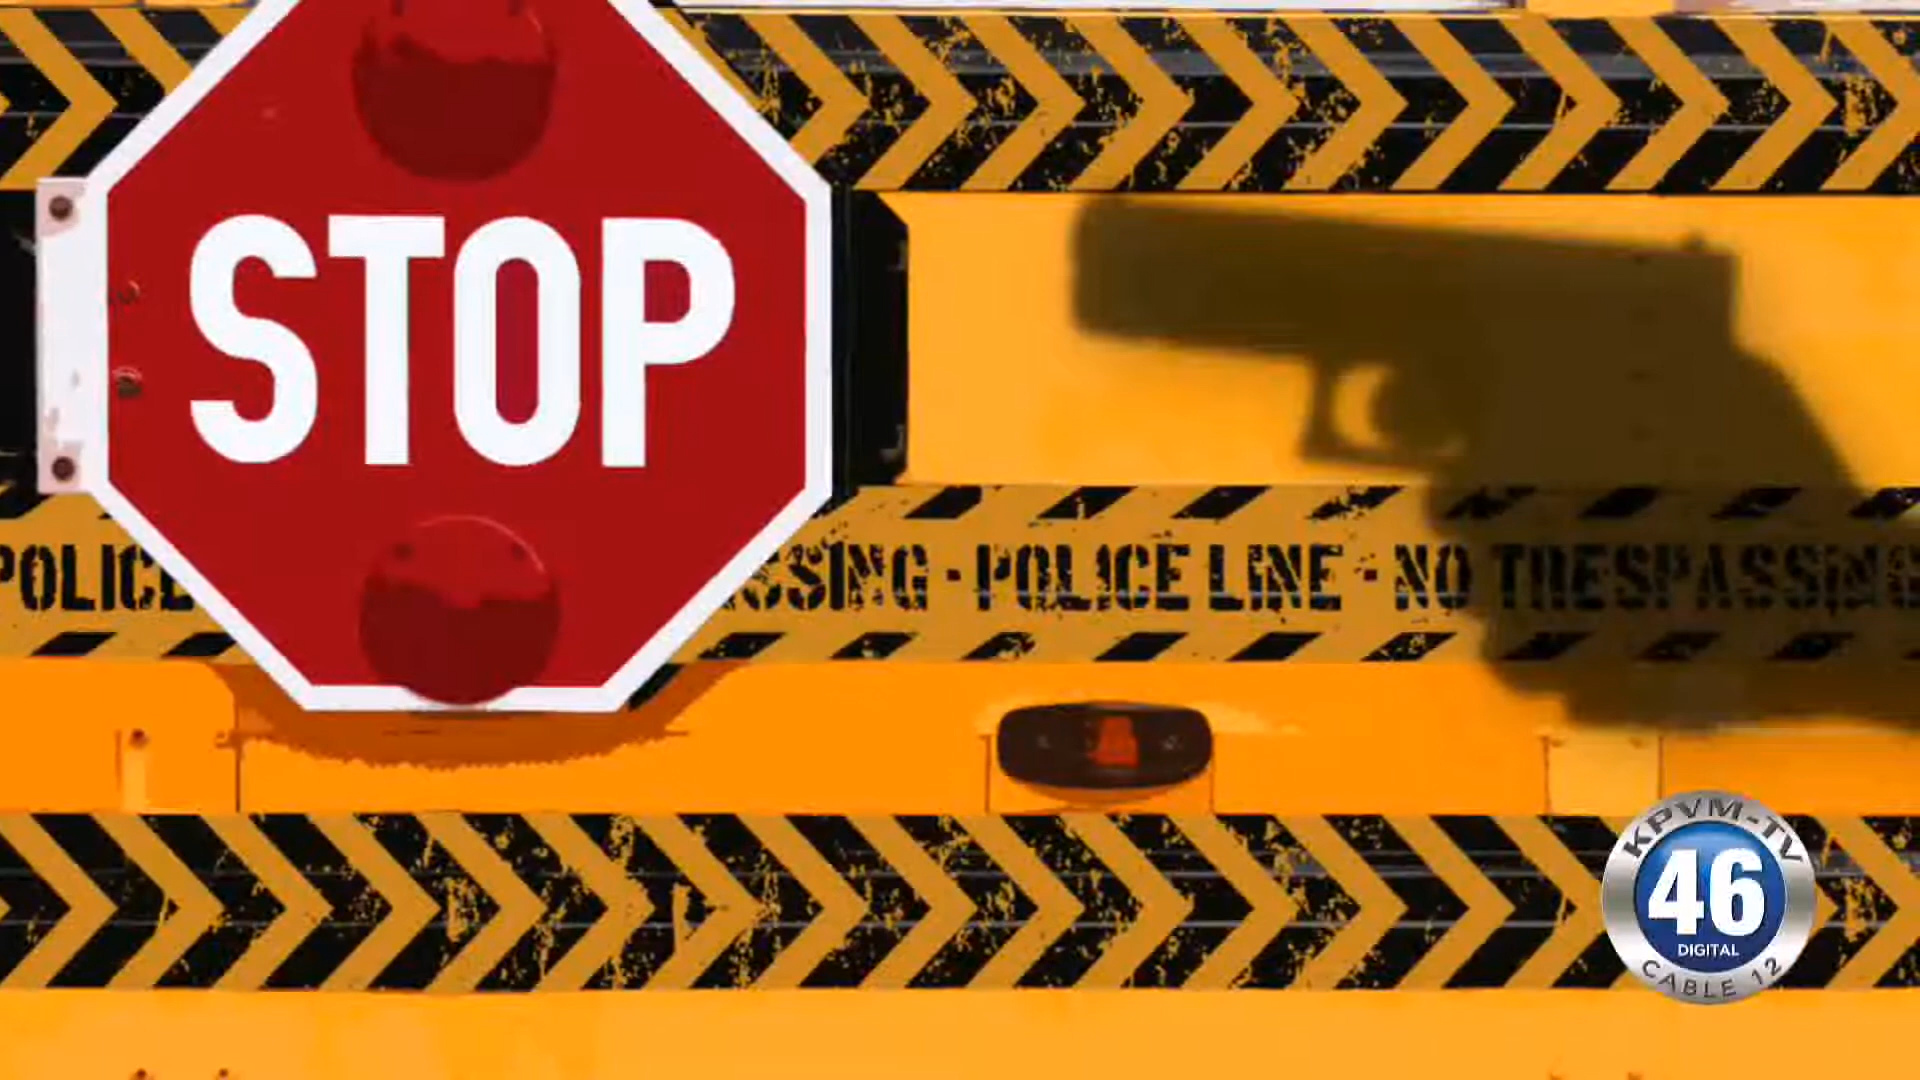 STOP
POLICE
SSING - POLICE LINE - NO TRESPASSING
KPVM-TV
46
DIGITAL
CABLE 12